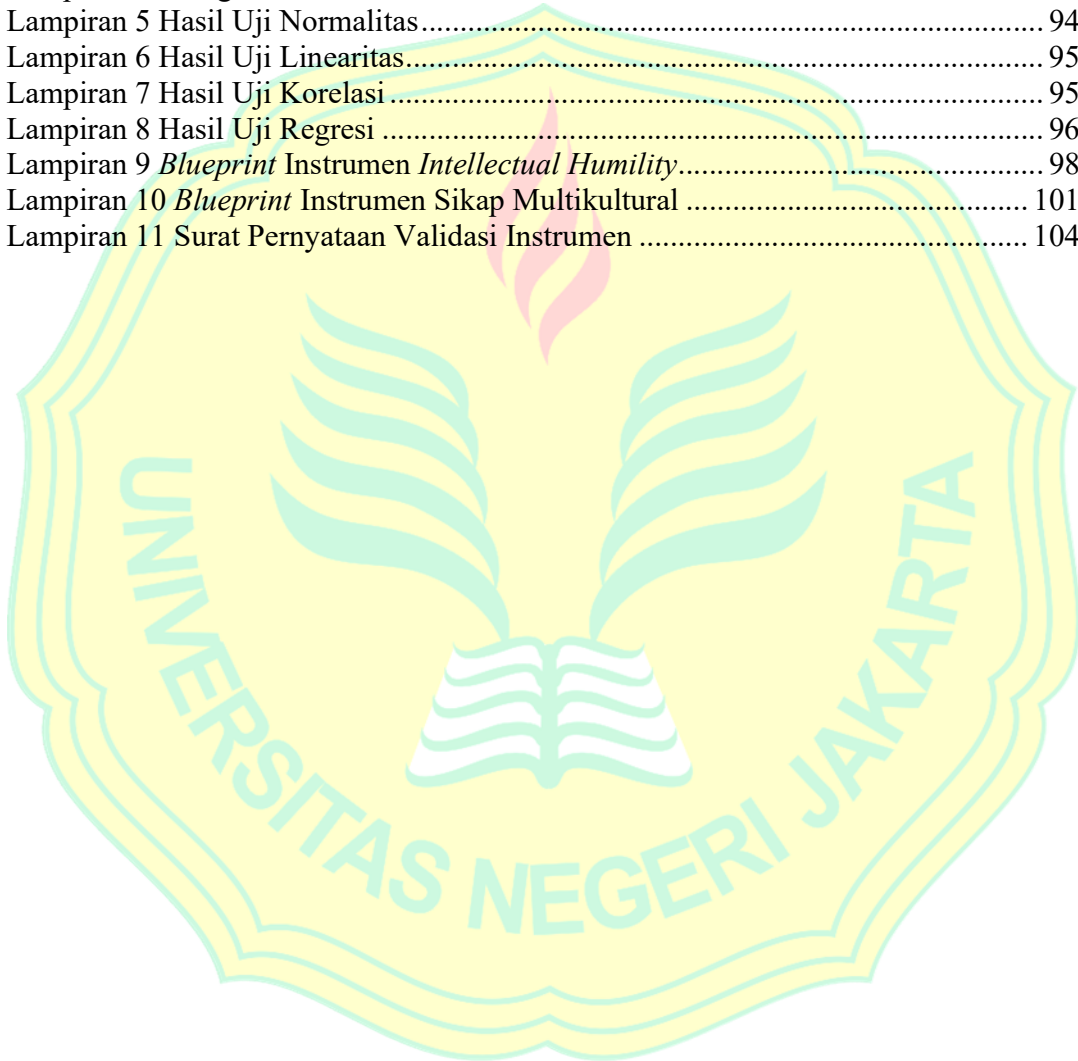 Lampiran 5 Hasil Uji Normalitas.................................................................................... 94
Lampiran 6 Hasil Uji Linearitas...................................................................................... 95
Lampiran 7 Hasil Uji Korelasi........................................................................................ 95
Lampiran 8 Hasil Uji Regresi ......................................................................................... 96
Lampiran 9 Blueprint Instrumen Intellectual Humility................................................ 98
Lampiran 10 Blueprint Instrumen Sikap Multikultural ............................................. 101
Lampiran 11 Surat Pernyataan Validasi Instrumen .................................................... 104
UNIVERSITAS NEGERI JAKARTA